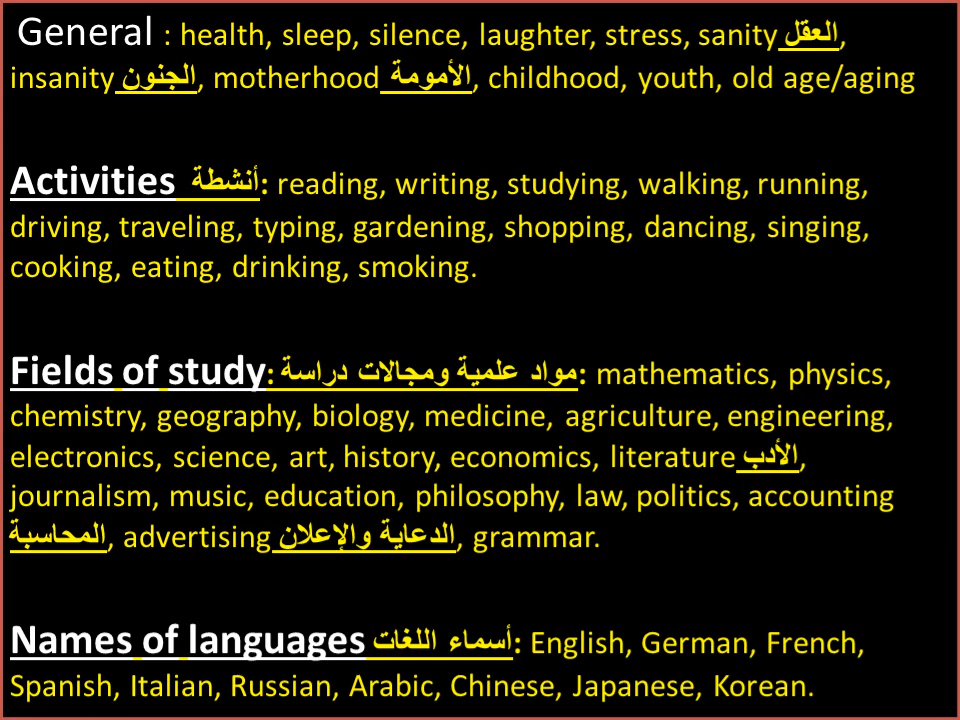 General : health, sleep, silence, laughter, stress, sanity العقل,
insanity الجنون, motherhood الأمومة, childhood, youth, old age/aging
Activities أنشطة: reading, writing, studying, walking, running,
driving, traveling, typing, gardening, shopping, dancing, singing,
cooking, eating, drinking, smoking.
Fields of study: مواد علمية ومجالات دراسة: mathematics, physics,
chemistry, geography, biology, medicine, agriculture, engineering,
electronics, science, art, history, economics, literature الأدب,
journalism, music, education, philosophy, law, politics, accounting
المحاسبة, advertising الدعاية والإعلان, grammar.
Names of languages أسماء اللغات: English, German, French,
Spanish, Italian, Russian, Arabic, Chinese, Japanese, Korean.